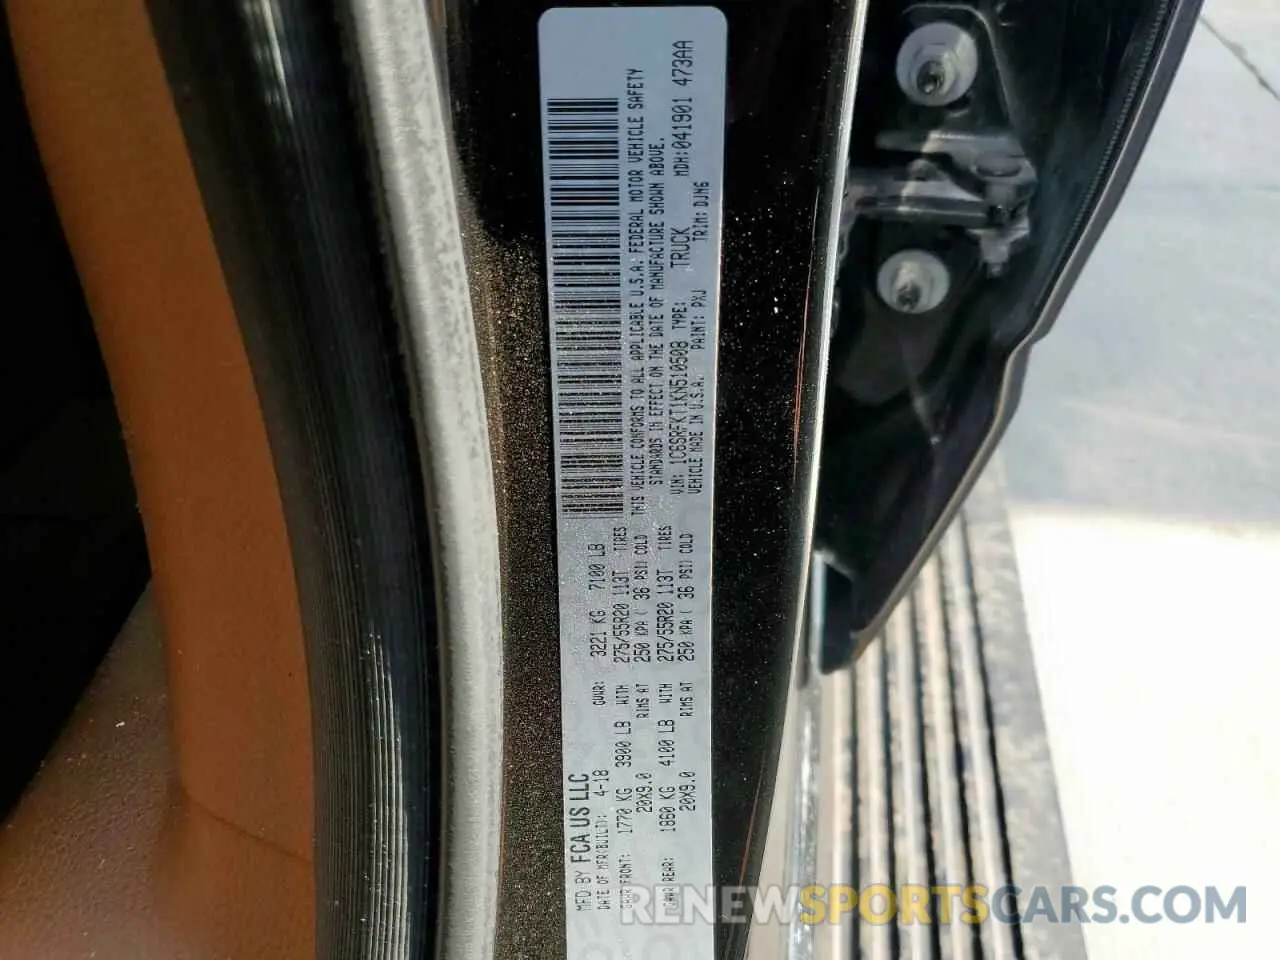 MFD BY FCA US LLC
DATE OF MFR(BUILT): 4-18 GVWR: 3221 KG 7100 LB
GAWR FRONT: 1770 KG 3900 LB WITH 275/55R20 113T TIRES
20X9.0 RIMS AT 250 KPA ( 36 PSI) COLD
GAWR REAR: 1860 KG 4100 LB WITH 275/55R20 113T TIRES
20X9.0 RIMS AT 250 KPA ( 36 PSI) COLD
THIS VEHICLE CONFORMS TO ALL APPLICABLE U.S.A. FEDERAL MOTOR VEHICLE SAFETY
STANDARDS IN EFFECT ON THE DATE OF MANUFACTURE SHOWN ABOVE.
VIN: 1C6SRFKT1KN510508 TYPE: TRUCK MDH:041901 473AA
VEHICLE MADE IN U.S.A. PAINT: PXJ TRIM: DJM6
RENEWSPORTSCARS.COM